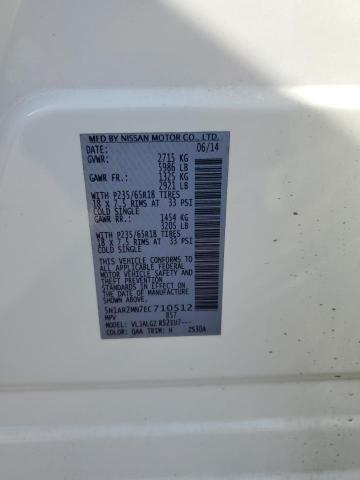 MFD BY NISSAN MOTOR CO., LTD.
DATE: 06/14
GVWR: 2715 KG
5986 LB
GAWR FR: 1325 KG
2921 LB
WITH P235/65R18 TIRES
18 X 7.5 RIMS AT 33 PSI
COLD SINGLE
GAWR RR: 1454 KG
3205 LB
WITH P235/65R18 TIRES
18 X 7.5 RIMS AT 33 PSI
COLD SINGLE
THIS VEHICLE CONFORMS TO ALL
APPLICABLE FEDERAL MOTOR
VEHICLE SAFETY AND
THEFT PREVENTION
STANDARDS IN EFFECT
ON THE DATE OF
MANUFACTURE SHOWN ABOVE.
5N1AR2MN7EC710512
MPV 857
MODEL: R52EU7---
COLOR: QAA TRIM: H 2530A